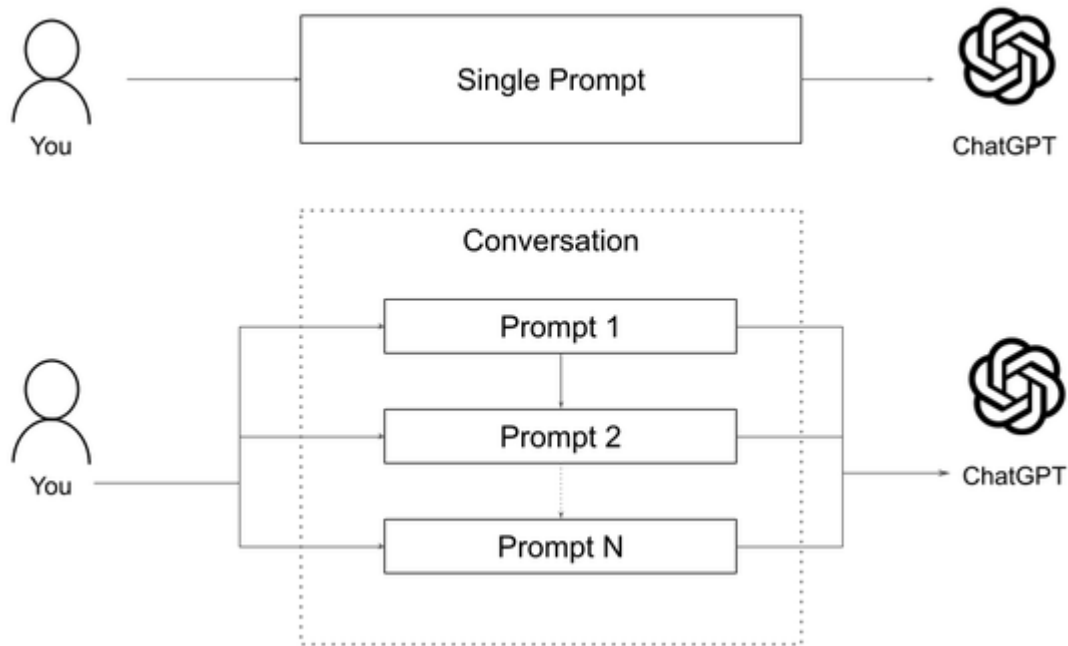 Single Prompt
You
ChatGPT
Conversation
Prompt 1
Prompt 2
You
ChatGPT
Prompt N